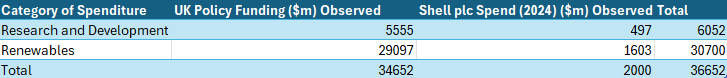 Category of Spenditure UK Policy Funding ($m) Observed Shell plc Spend (2024) ($m) Observed Total
Research and Development 5555 497 6052
Renewables 29097 1603 30700
Total 34652 2000 36652